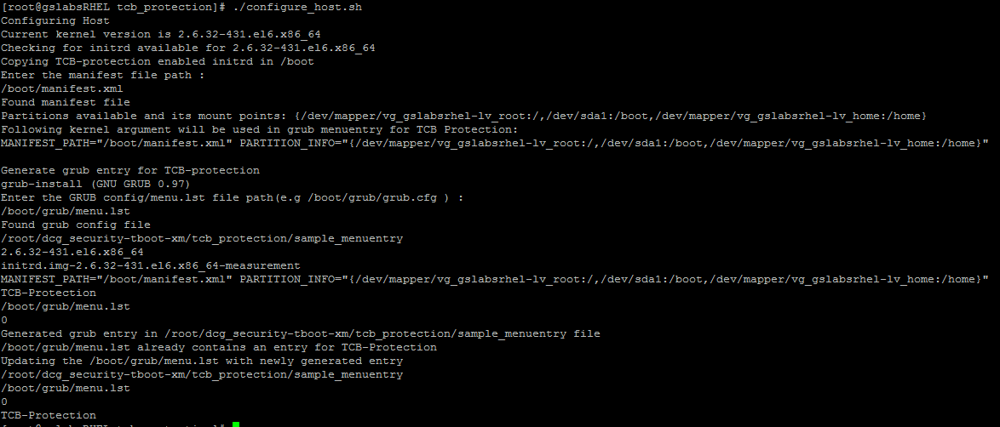 [root@gslabsRHEL tcb_protection]# ./configure_host.sh
Configuring Host
Current kernel version is 2.6.32-431.el6.x86_64
Checking for initrd available for 2.6.32-431.el6.x86_64
Copying TCB-protection enabled initrd in /boot
Enter the manifest file path :
/boot/manifest.xml
Found manifest file
Partitions available and its mount points: {/dev/mapper/vg_gslabsrhel-lv_root:/,/dev/sda1:/boot,/dev/mapper/vg_gslabsrhel-lv_home:/home}
Following kernel argument will be used in grub menuentry for TCB Protection:
MANIFEST_PATH="/boot/manifest.xml" PARTITION_INFO="{/dev/mapper/vg_gslabsrhel-lv_root:/,/dev/sda1:/boot,/dev/mapper/vg_gslabsrhel-lv_home:/home}"
Generate grub entry for TCB-protection
grub-install (GNU GRUB 0.97)
Enter the GRUB config/menu.lst file path(e.g /boot/grub/grub.cfg ) :
/boot/grub/menu.lst
Found grub config file
/root/dcg_security-tboot-xm/tcb_protection/sample_menuentry
2.6.32-431.el6.x86_64
initrd.img-2.6.32-431.el6.x86_64-measurement
MANIFEST_PATH="/boot/manifest.xml" PARTITION_INFO="{/dev/mapper/vg_gslabsrhel-lv_root:/,/dev/sda1:/boot,/dev/mapper/vg_gslabsrhel-lv_home:/home}"
TCB-Protection
/boot/grub/menu.lst
0
Generated grub entry in /root/dcg_security-tboot-xm/tcb_protection/sample_menuentry file
/boot/grub/menu.lst already contains an entry for TCB-Protection
Updating the /boot/grub/menu.lst with newly generated entry
/root/dcg_security-tboot-xm/tcb_protection/sample_menuentry
/boot/grub/menu.lst
0
TCB-Protection